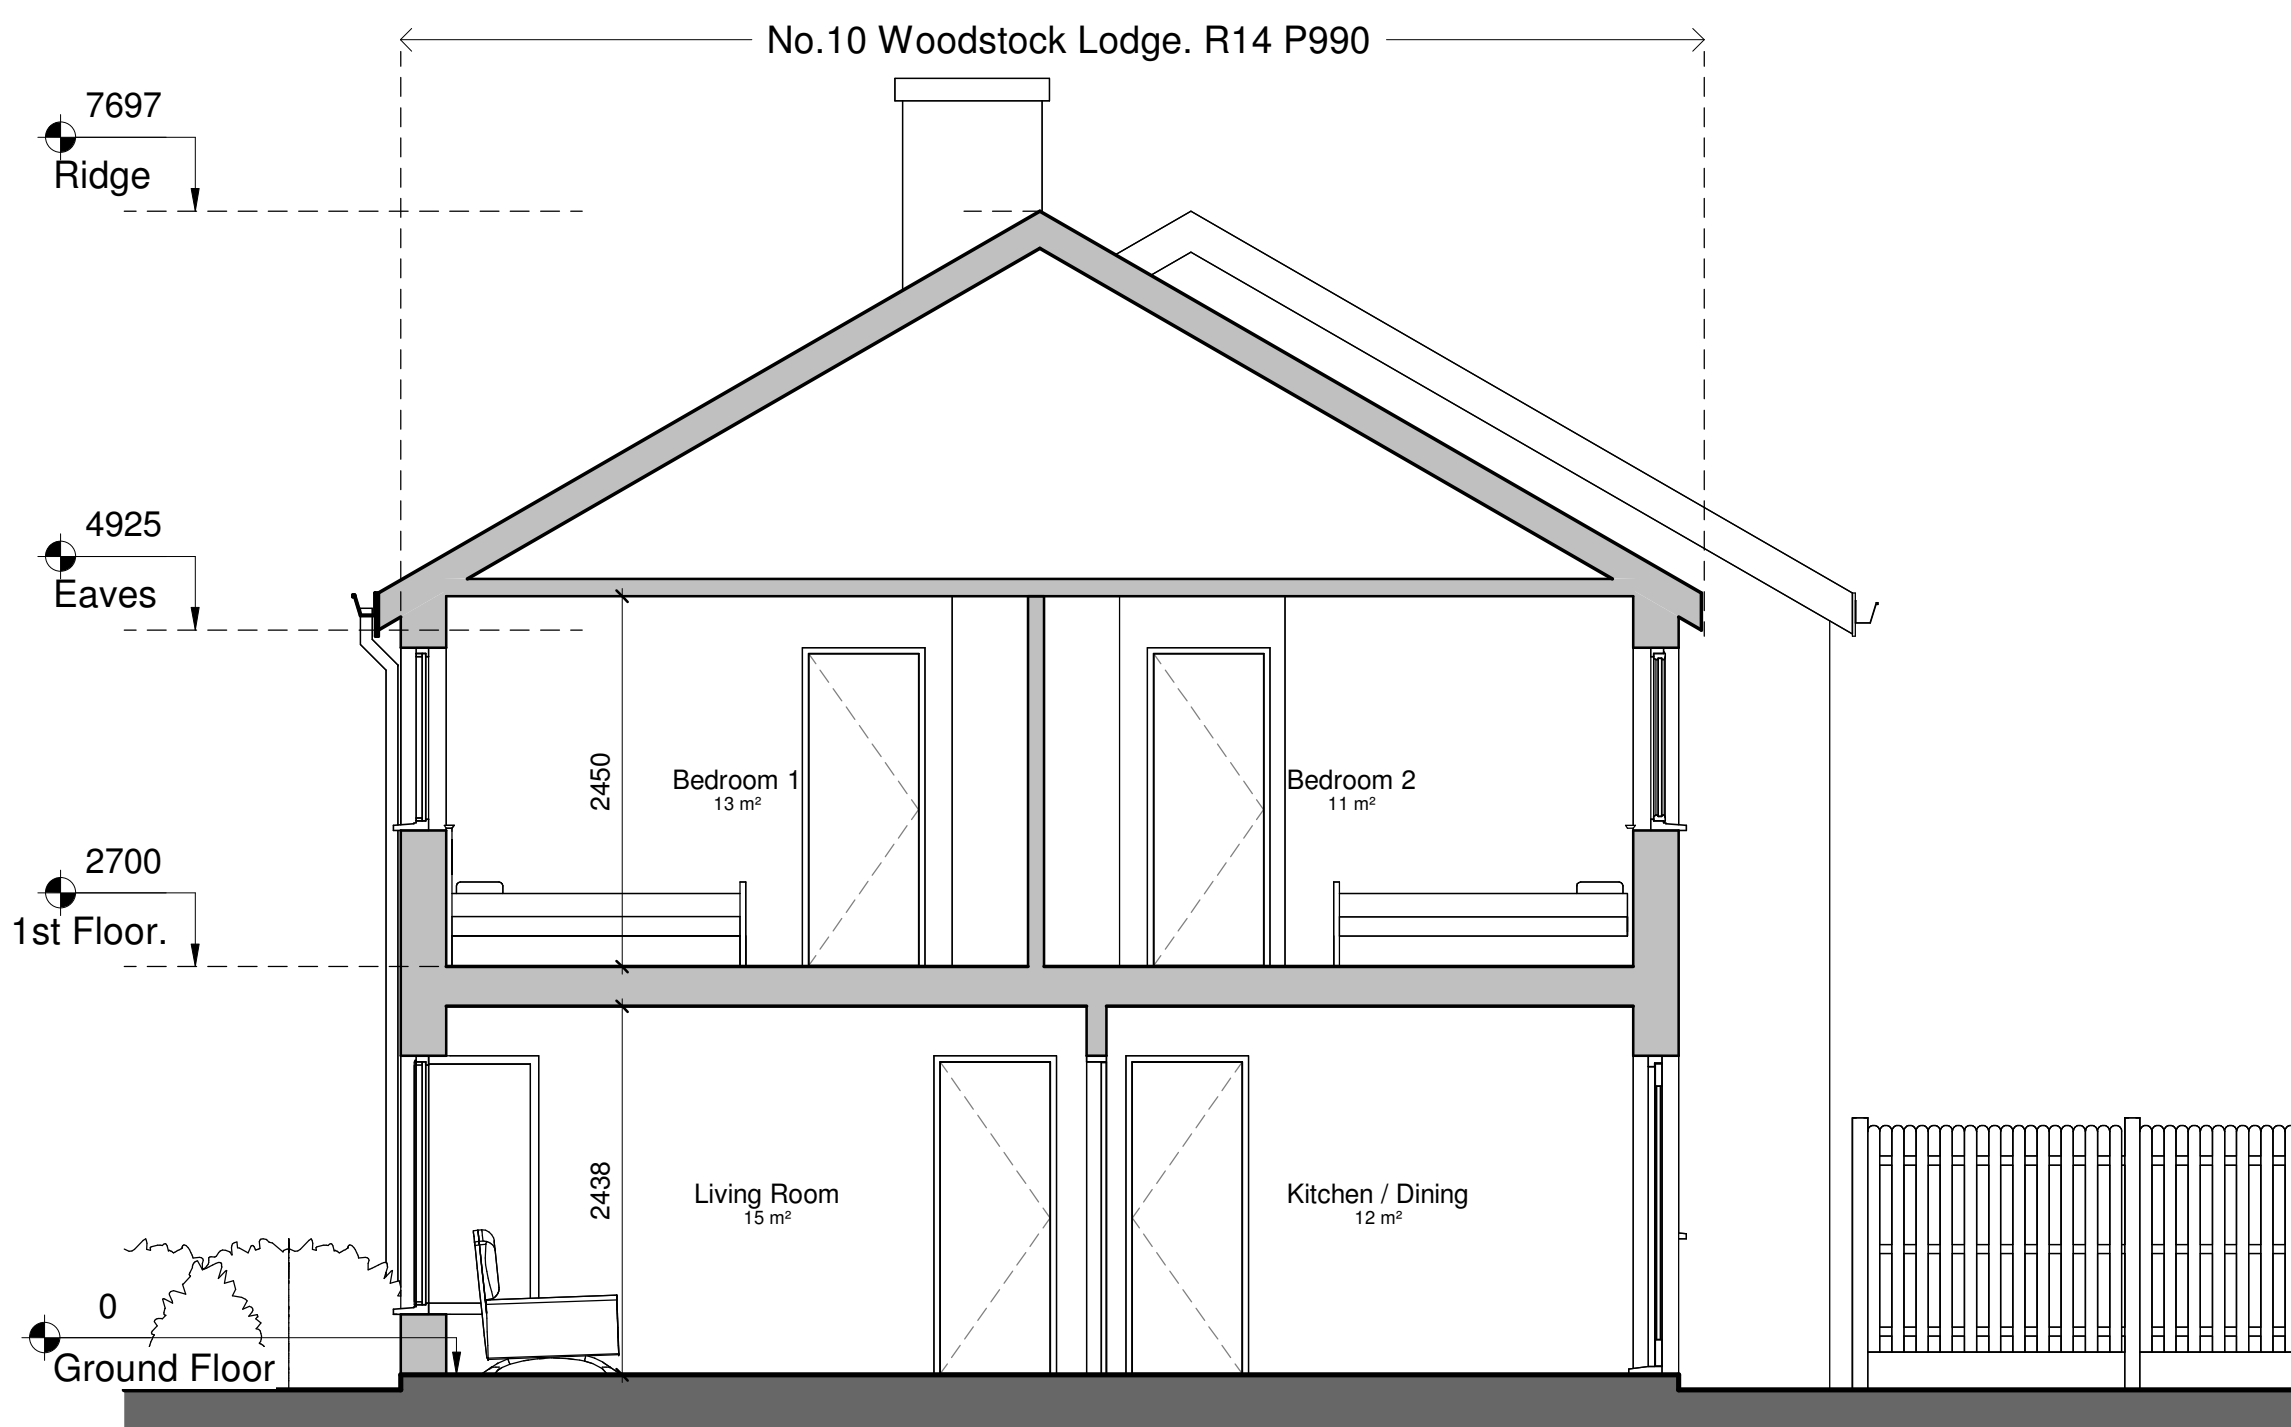 No.10 Woodstock Lodge. R14 P990
7697
Ridge
4925
Eaves
2450
Bedroom 1
13 m²
Bedroom 2
11 m²
2700
1st Floor.
2438
Living Room
15 m²
Kitchen / Dining
12 m²
0
Ground Floor